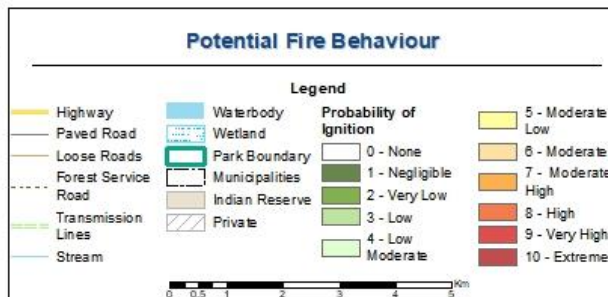 Potential Fire Behaviour
Legend
Highway
Paved Road
Loose Roads
Forest Service
Road
Transmission
Lines
Stream
Waterbody
Wetland
Park Boundary
Municipalities
Indian Reserve
Private
Probability of
Ignition
0 - None
1 - Negligible
2 - Very Low
3 - Low
4 - Low
Moderate
5 - Moderate
Low
6 - Moderate
7 - Moderate
High
8 - High
9 - Very High
10 - Extreme
Km
0 0.5 1 2 3 4 5